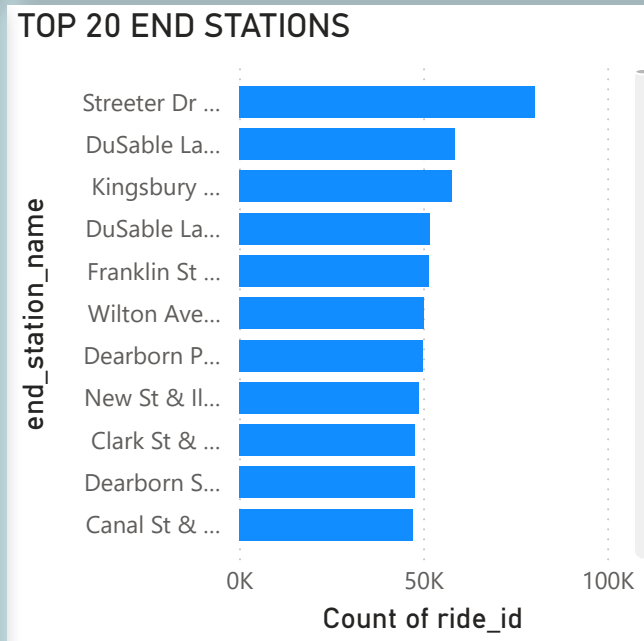 TOP 20 END STATIONS
end_station_name
Streeter Dr ...
DuSable La...
Kingsbury ...
DuSable La...
Franklin St ...
Wilton Ave...
Dearborn P...
New St & Il...
Clark St & ...
Dearborn S...
Canal St & ...
0K 50K 100K
Count of ride_id